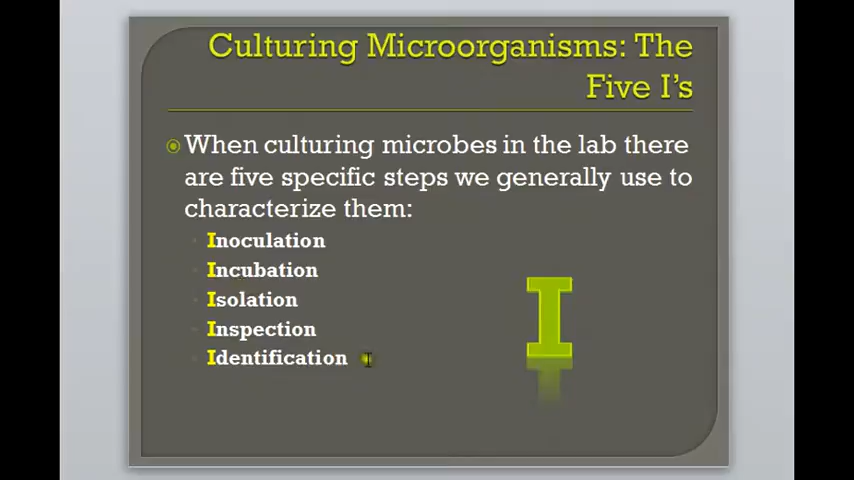 Culturing Microorganisms: The
Five I's
When culturing microbes in the lab there
are five specific steps we generally use to
characterize them:
Inoculation
Incubation
Isolation
Inspection
Identification
I